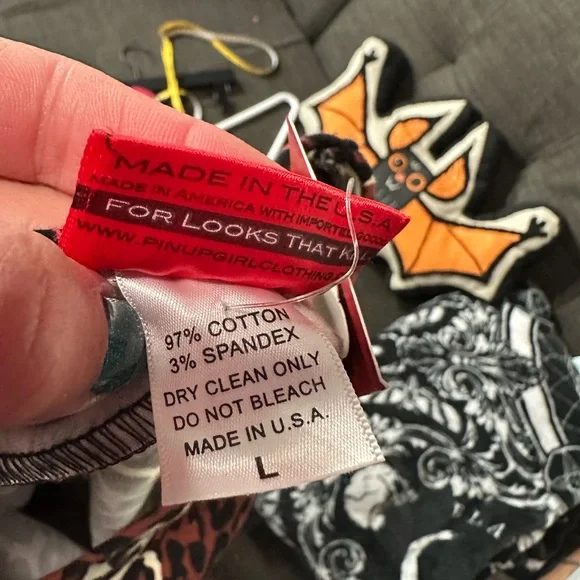 MADE IN THE U.S.A.
MADE IN AMERICA WITH IMPORTED GOODS
FOR LOOKS THAT
WWW.PINUPGIRLCLOTHING
97% COTTON
3% SPANDEX
DRY CLEAN ONLY
DO NOT BLEACH
MADE IN U.S.A.
L